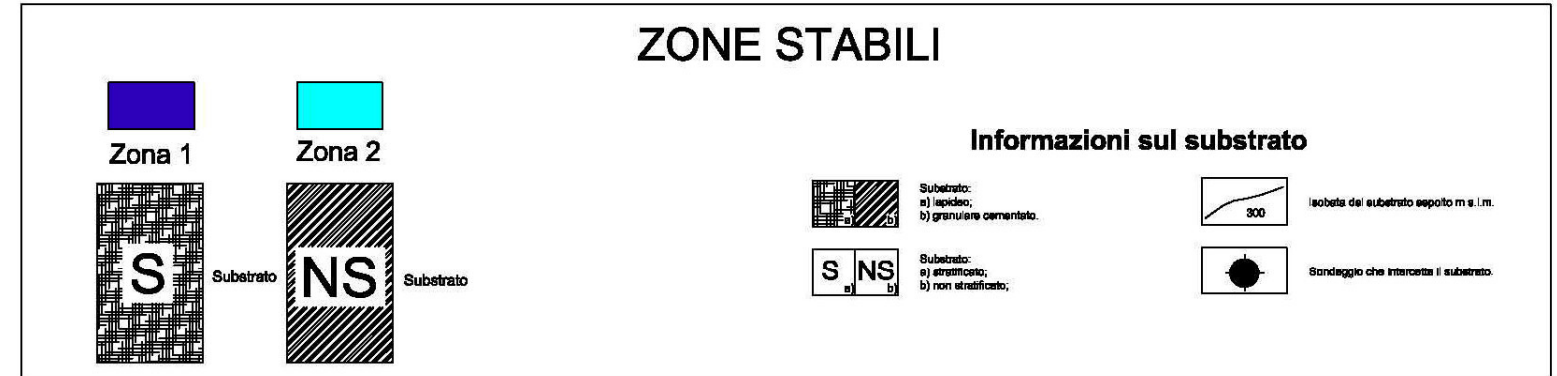 ZONE STABILI
Zona 1
Zona 2
S
Substrato
NS
Substrato
Informazioni sul substrato
a)
b)
Substrato:
a) lapideo;
b) granulare cementato.
S
a)
NS
b)
Substrato:
a) stratificato;
b) non stratificato;
300
Isobata del substrato sepolto m s.l.m.
Sondaggio che intercetta il substrato.